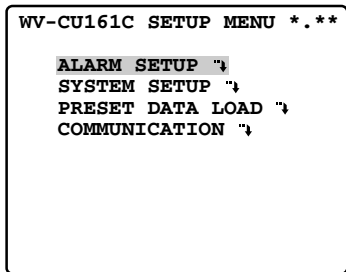 WV-CU161C SETUP MENU *.**
ALARM SETUP
SYSTEM SETUP
PRESET DATA LOAD
COMMUNICATION